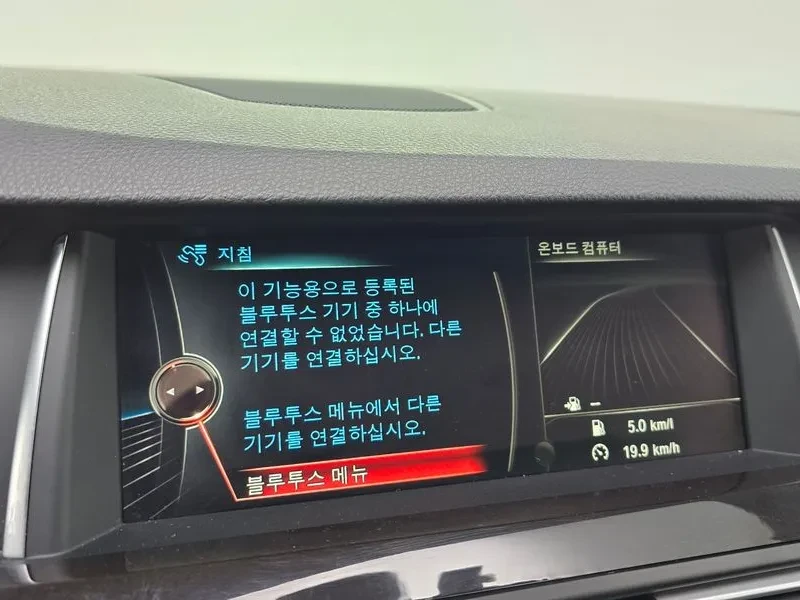 지침
이 기능용으로 등록된
블루투스 기기 중 하나에
연결할 수 없었습니다. 다른
기기를 연결하십시오.
블루투스 메뉴에서 다른
기기를 연결하십시오.
블루투스 메뉴
온보드 컴퓨터
–
5.0 km/l
19.9 km/h